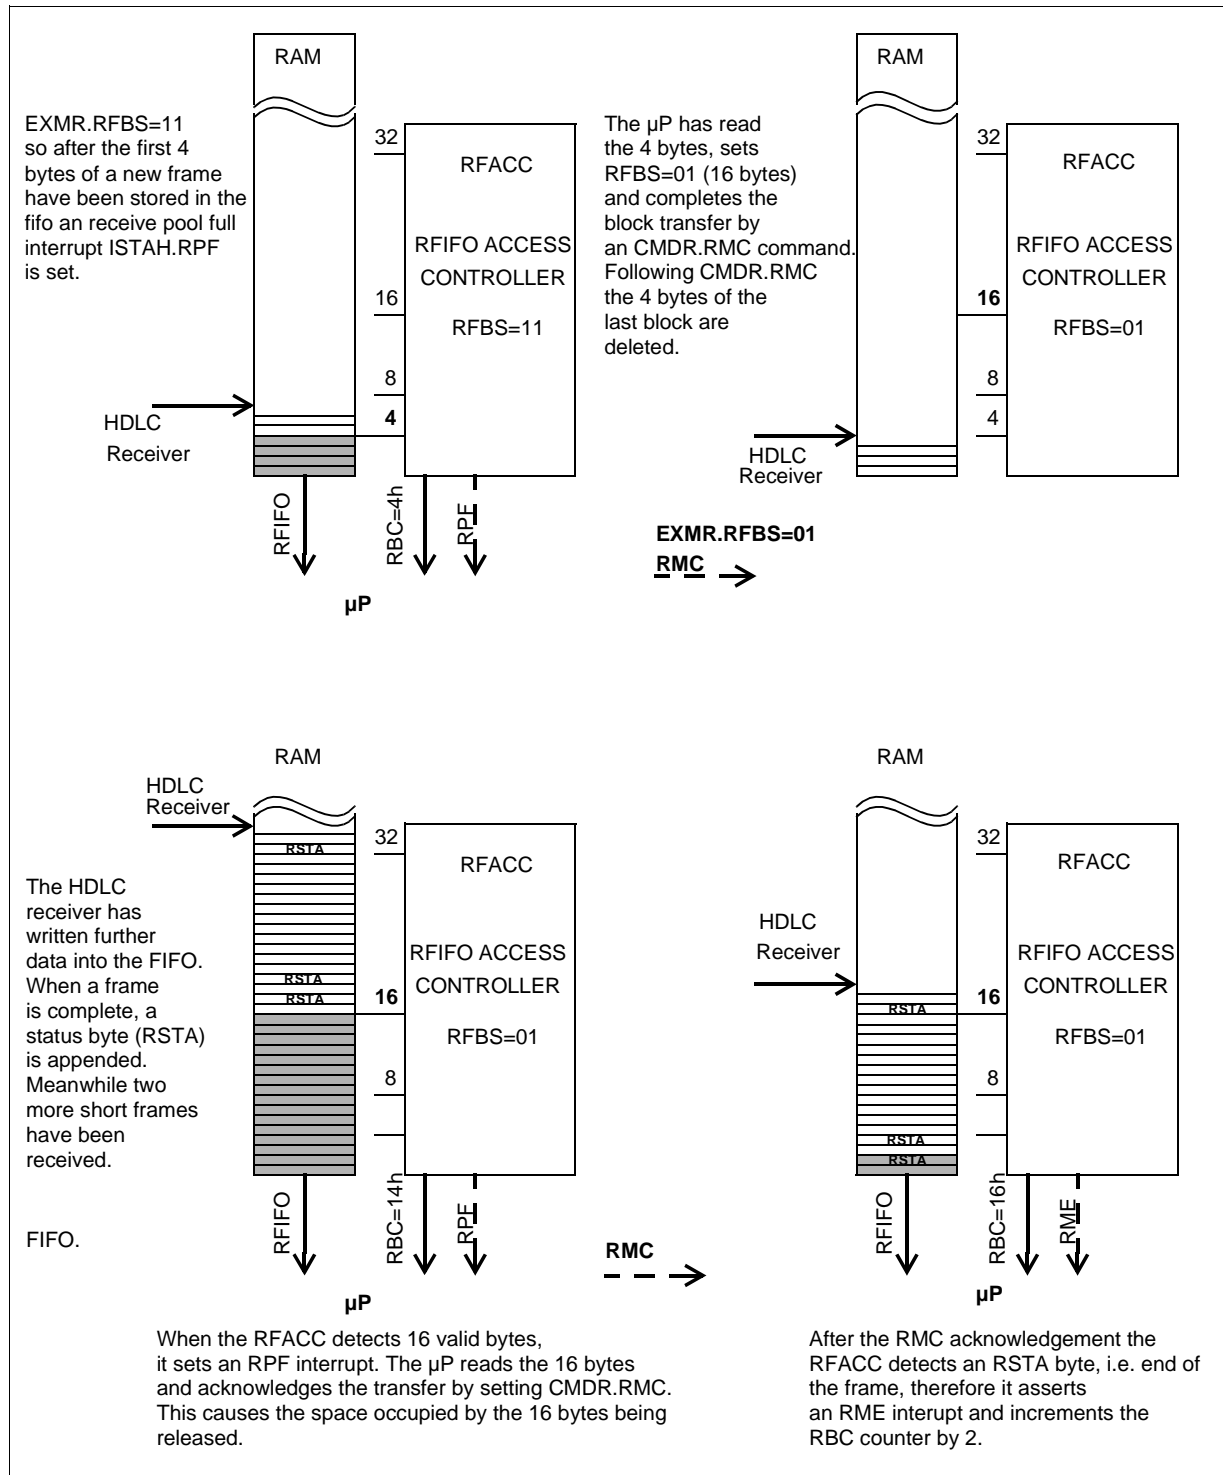 RAM
EXMR.RFBS=11
so after the first 4
bytes of a new frame
have been stored in the
fifo an receive pool full
interrupt ISTAH.RPF
is set.
32
RFACC
RFIFO ACCESS
CONTROLLER
16
RFBS=11
8
4
HDLC
Receiver
RFIFO
RBC=4h
RPF
µP
The µP has read
the 4 bytes, sets
RFBS=01 (16 bytes)
and completes the
block transfer by
an CMDR.RMC command.
Following CMDR.RMC
the 4 bytes of the
last block are
deleted.
RAM
32
RFACC
RFIFO ACCESS
CONTROLLER
16
RFBS=01
8
4
HDLC
Receiver
EXMR.RFBS=01
RMC
RAM
HDLC
Receiver
32
RSTA
RFACC
The HDLC
receiver has
written further
data into the FIFO.
When a frame
is complete, a
status byte (RSTA)
is appended.
Meanwhile two
more short frames
have been
received.
FIFO.
RFIFO ACCESS
CONTROLLER
RSTA
RSTA
16
RFBS=01
8
RFIFO
RBC=14h
RPF
µP
RMC
When the RFACC detects 16 valid bytes,
it sets an RPF interrupt. The µP reads the 16 bytes
and acknowledges the transfer by setting CMDR.RMC.
This causes the space occupied by the 16 bytes being
released.
RAM
32
RFACC
HDLC
Receiver
RFIFO ACCESS
CONTROLLER
16
RSTA
RFBS=01
8
RSTA
RSTA
RFIFO
RBC=16h
RME
µP
After the RMC acknowledgement the
RFACC detects an RSTA byte, i.e. end of
the frame, therefore it asserts
an RME interupt and increments the
RBC counter by 2.